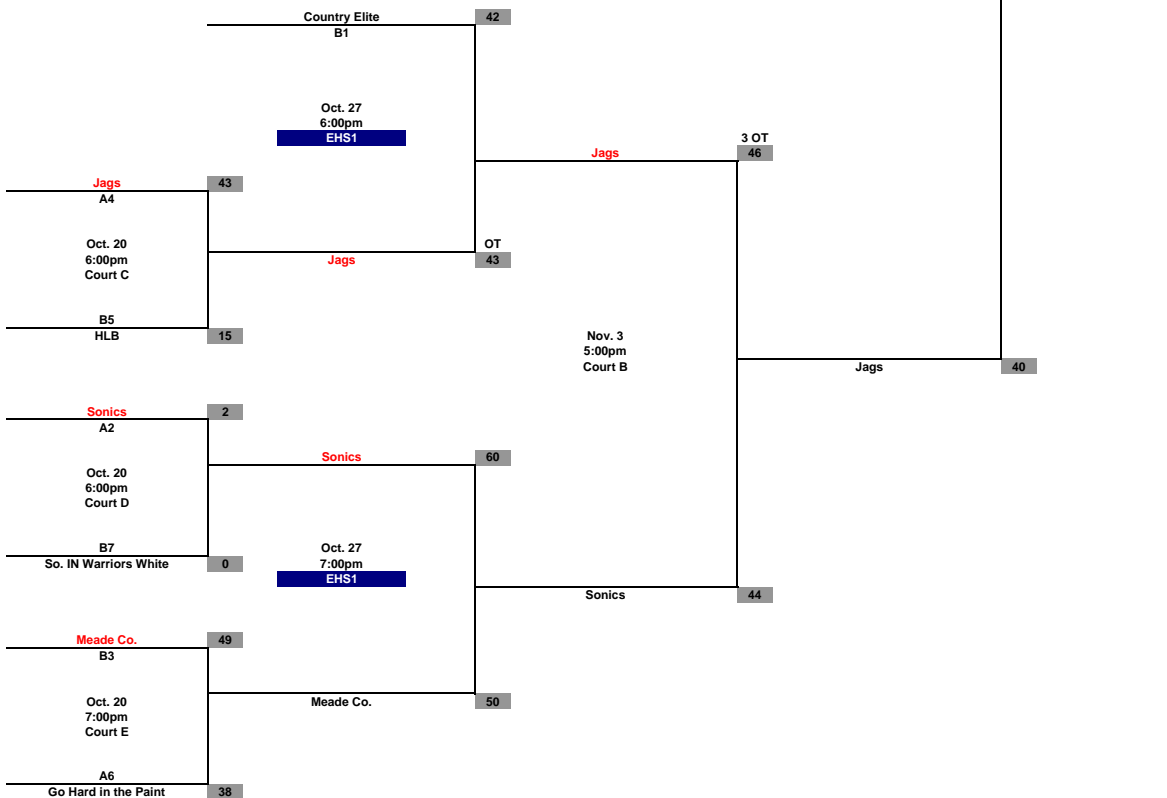 Country Elite
42
B1
Oct. 27
6:00pm
EHS1
3 OT
Jags
46
Jags
43
A4
Oct. 20
6:00pm
Court C
OT
Jags
43
B5
HLB
15
Nov. 3
5:00pm
Court B
Jags
40
Sonics
2
A2
Sonics
60
Oct. 20
6:00pm
Court D
B7
So. IN Warriors White
0
Oct. 27
7:00pm
EHS1
Sonics
44
Meade Co.
49
B3
Meade Co.
50
Oct. 20
7:00pm
Court E
A6
Go Hard in the Paint
38